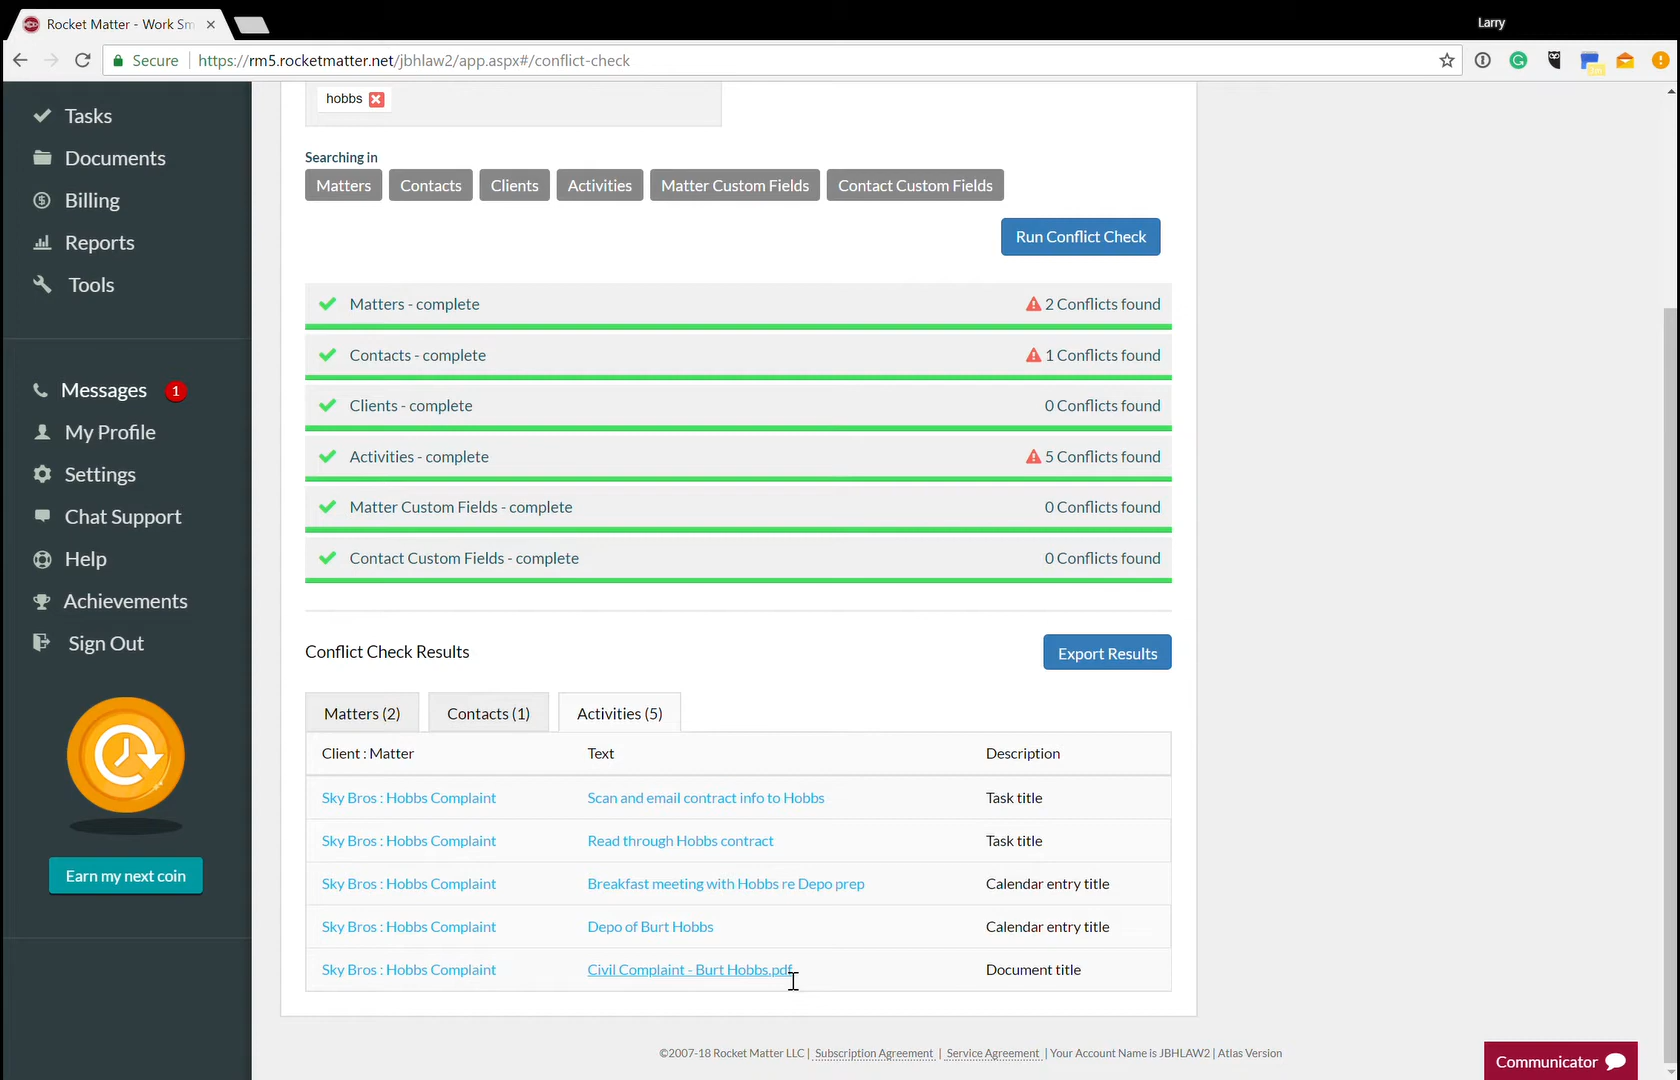 Rocket Matter - Work Sm
Larry
Secure https://rm5.rocketmatter.net/jbhlaw2/app.aspx#/conflict-check
Tasks
Documents
Billing
Reports
Tools
Messages 1
My Profile
Settings
Chat Support
Help
Achievements
Sign Out
Earn my next coin
hobbs
Searching in
Matters Contacts Clients Activities Matter Custom Fields Contact Custom Fields
Run Conflict Check
Matters - complete 2 Conflicts found
Contacts - complete 1 Conflicts found
Clients - complete 0 Conflicts found
Activities - complete 5 Conflicts found
Matter Custom Fields - complete 0 Conflicts found
Contact Custom Fields - complete 0 Conflicts found
Conflict Check Results
Export Results
Matters (2) Contacts (1) Activities (5)
Client : Matter Text Description
Sky Bros : Hobbs Complaint Scan and email contract info to Hobbs Task title
Sky Bros : Hobbs Complaint Read through Hobbs contract Task title
Sky Bros : Hobbs Complaint Breakfast meeting with Hobbs re Depo prep Calendar entry title
Sky Bros : Hobbs Complaint Depo of Burt Hobbs Calendar entry title
Sky Bros : Hobbs Complaint Civil Complaint - Burt Hobbs.pdf Document title
©2007-18 Rocket Matter LLC | Subscription Agreement | Service Agreement | Your Account Name is JBHLAW2 | Atlas Version
Communicator